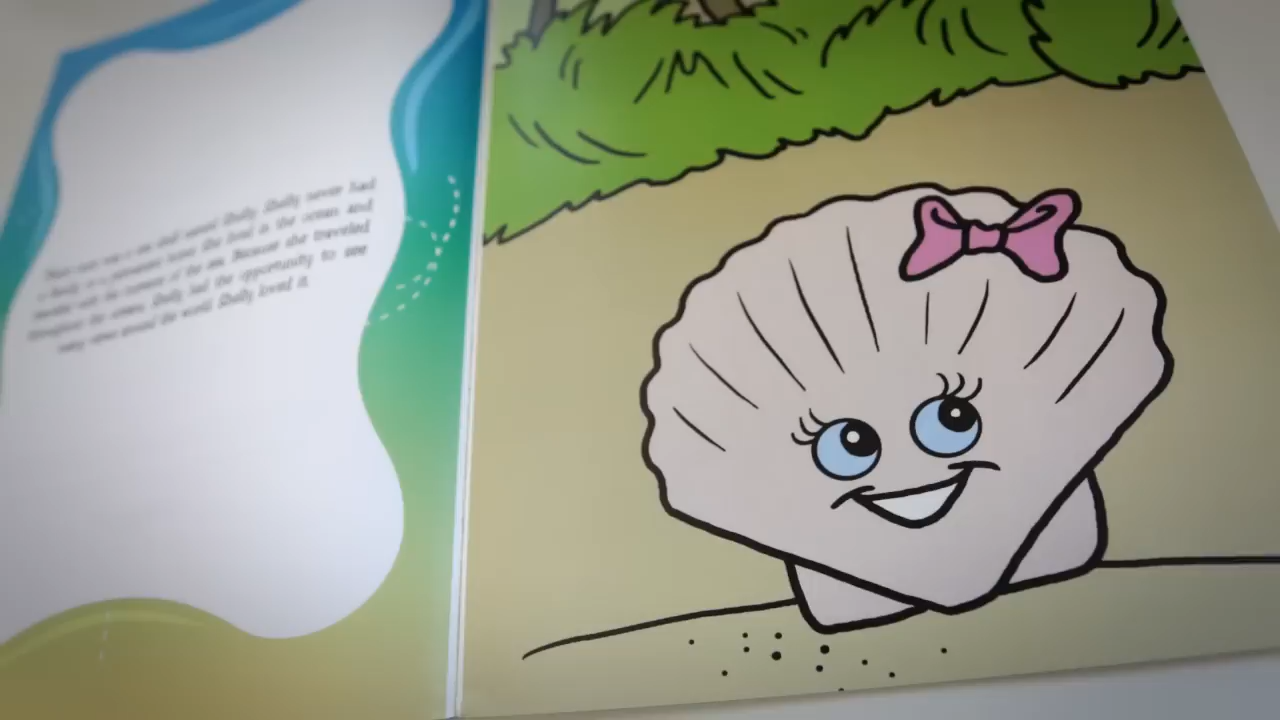 There once was a sea shell named Shelly. Shelly never had
a family or a permanent home. She lived in the ocean and
traveled with the currents of the sea. Because she traveled
throughout the waters, Shelly had the opportunity to see
many places around the world. Shelly loved it.